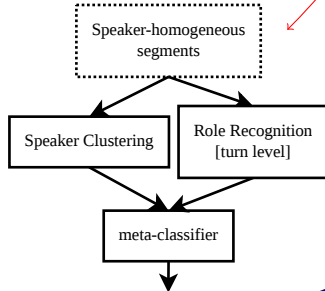 Speaker-homogeneous
segments
Speaker Clustering
Role Recognition
[turn level]
meta-classifier